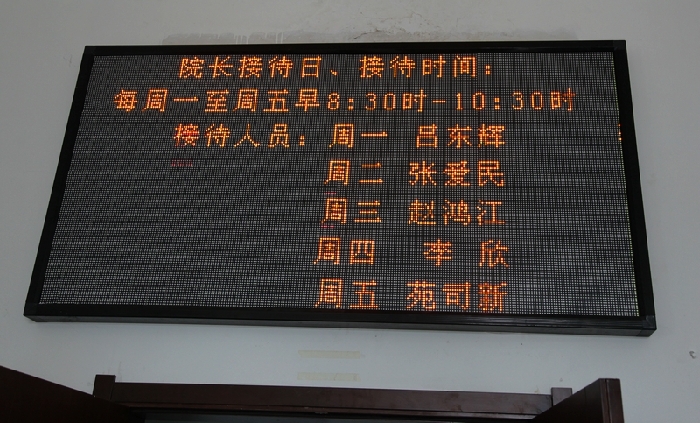 院长接待日、接待时间：
每周一至周五早8:30时-10:30时
接待人员：周一 吕东辉
周二 张爱民
周三 赵鸿江
周四 李 欣
周五 苑司新